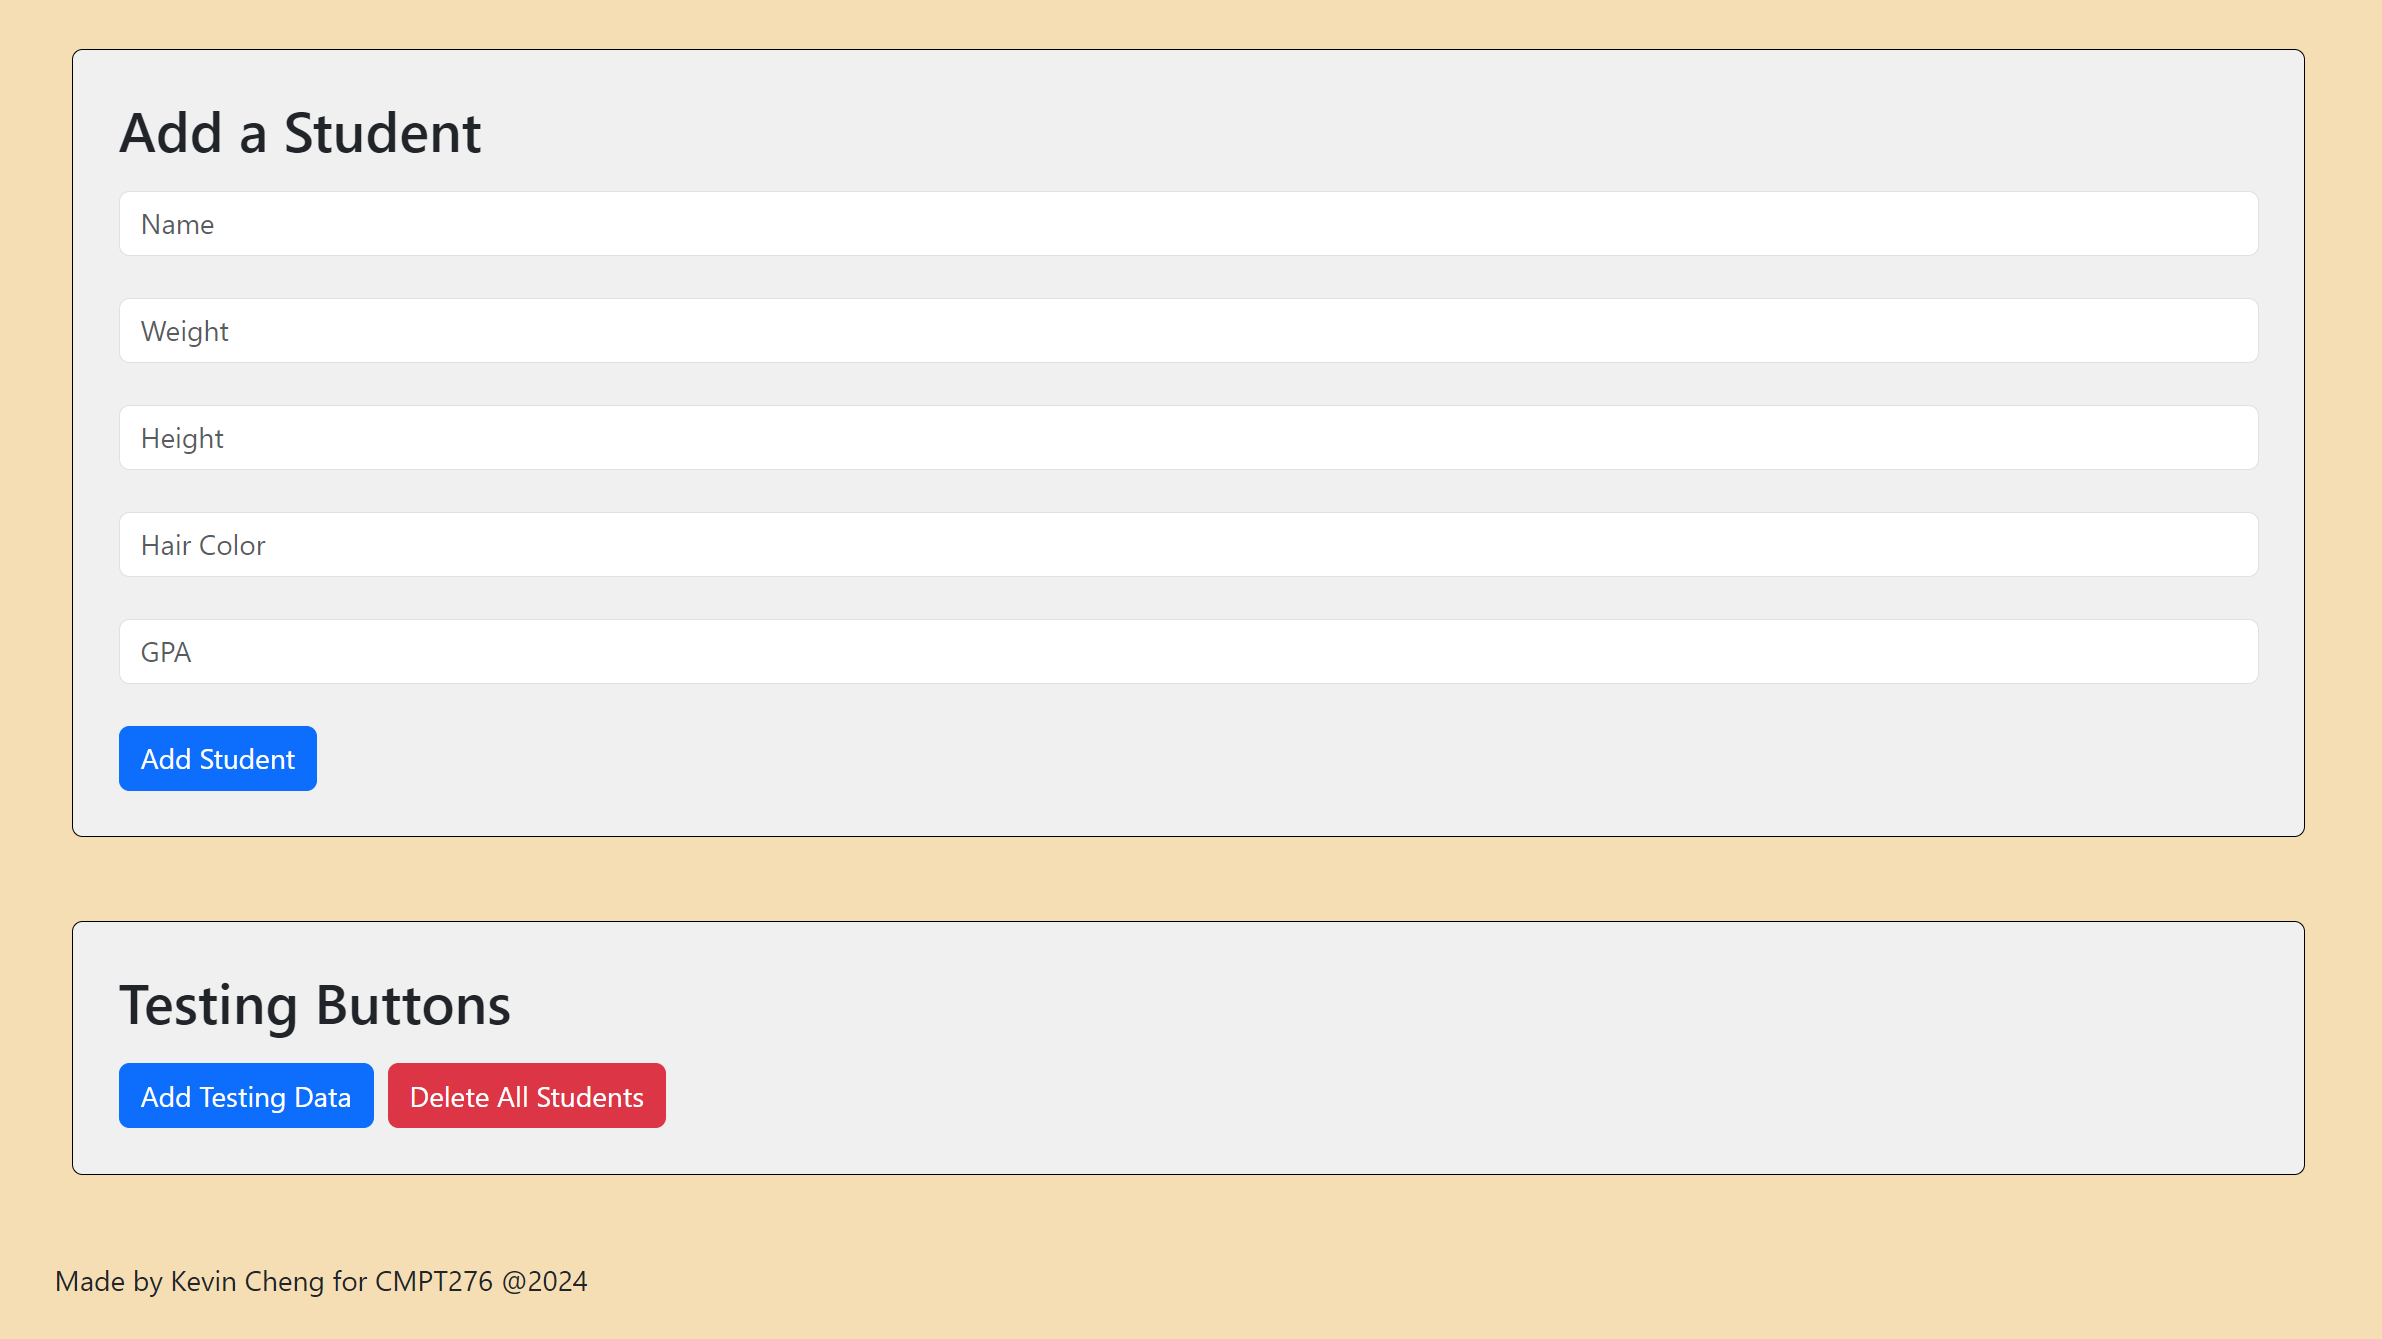 Add a Student
Name
Weight
Height
Hair Color
GPA
Add Student
Testing Buttons
Add Testing Data Delete All Students
Made by Kevin Cheng for CMPT276 @2024